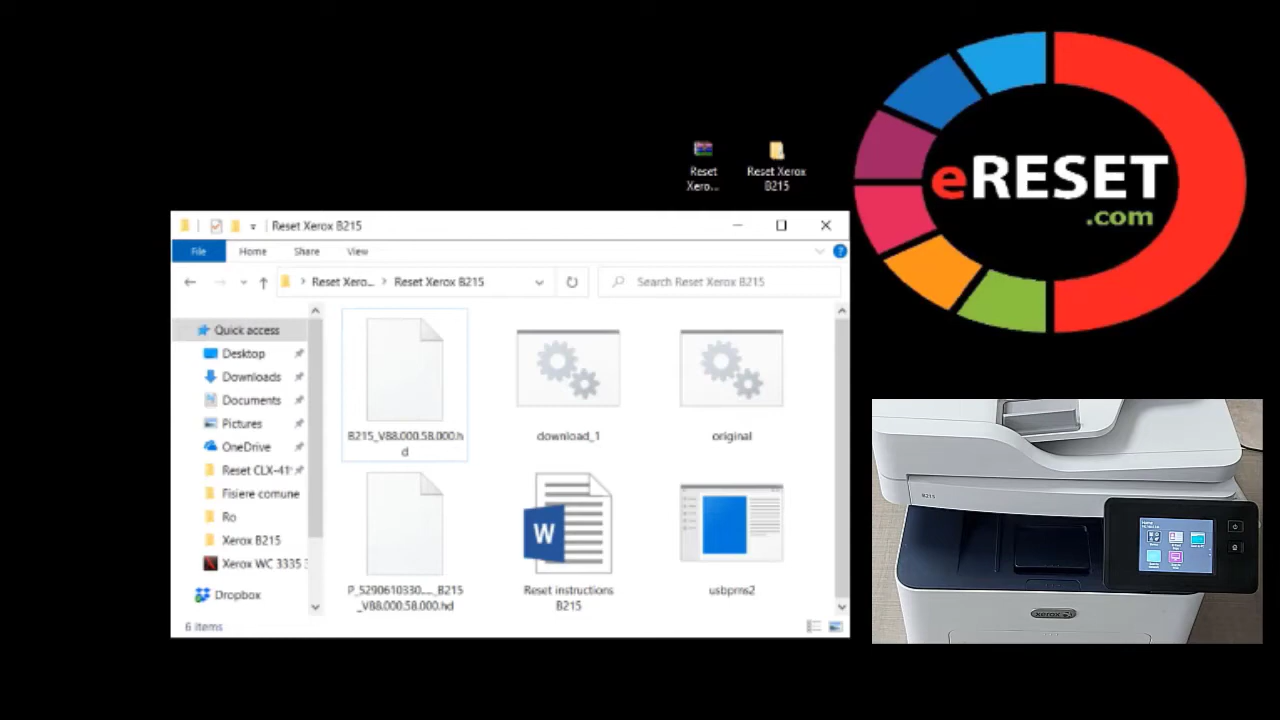 eRESET
.com
Reset
Xero...
Reset Xerox
B215
Reset Xerox B215
File
Home
Share
View
Reset Xero...
Reset Xerox B215
Search Reset Xerox B215
Quick access
Desktop
Downloads
Documents
Pictures
OneDrive
Reset CLX-41
Fisiere comune
Ro
Xerox B215
Xerox WC 3335 3
Dropbox
B215_V88.000.58.000.h
d
download_1
original
P_5290610330...._B215
_V88.000.58.000.hd
Reset instructions
B215
W
usbprns2
6 items
B215
xerox